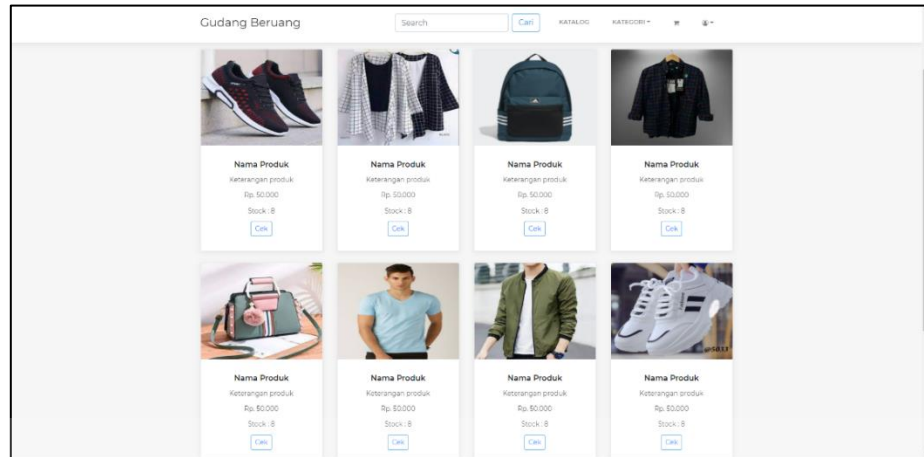 Gudang Beruang
Search
Cari
KATALOG
KATEGORI
Nama Produk
Keterangan produk
Rp. 50.000
Stock : 8
Cek
Nama Produk
Keterangan produk
Rp. 50.000
Stock : 8
Cek
Nama Produk
Keterangan produk
Rp. 50.000
Stock : 8
Cek
Nama Produk
Keterangan produk
Rp. 50.000
Stock : 8
Cek
Nama Produk
Keterangan produk
Rp. 50.000
Stock : 8
Cek
Nama Produk
Keterangan produk
Rp. 50.000
Stock : 8
Cek
Nama Produk
Keterangan produk
Rp. 50.000
Stock : 8
Cek
Nama Produk
Keterangan produk
Rp. 50.000
Stock : 8
Cek